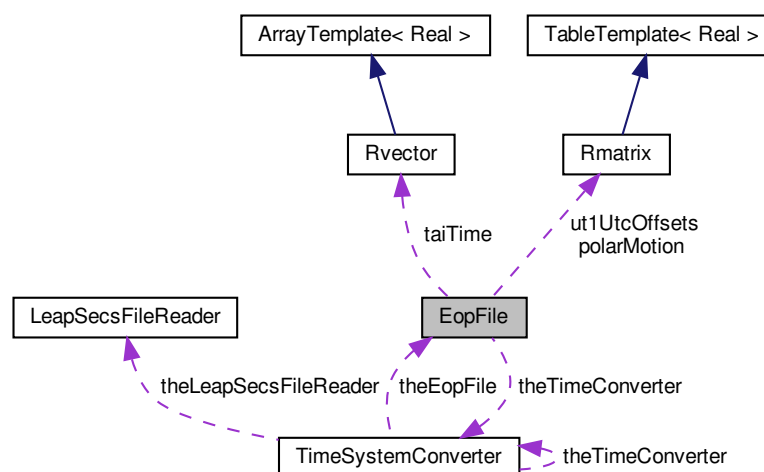 ArrayTemplate< Real >
TableTemplate< Real >
Rvector
Rmatrix
taiTime
ut1UtcOffsets
polarMotion
LeapSecsFileReader
EopFile
theLeapSecsFileReader
theEopFile
theTimeConverter
TimeSystemConverter
theTimeConverter